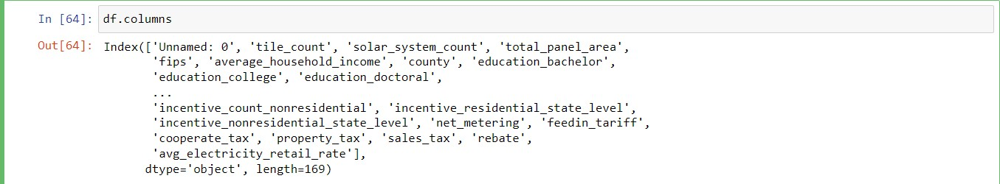 In [64]: df.columns
Out[64]: Index(['Unnamed: 0', 'tile_count', 'solar_system_count', 'total_panel_area',
'fips', 'average_household_income', 'county', 'education_bachelor',
'education_college', 'education_doctoral',
...
'incentive_count_nonresidential', 'incentive_residential_state_level',
'incentive_nonresidential_state_level', 'net_metering', 'feedin_tariff',
'cooperate_tax', 'property_tax', 'sales_tax', 'rebate',
'avg_electricity_retail_rate'],
dtype='object', length=169)